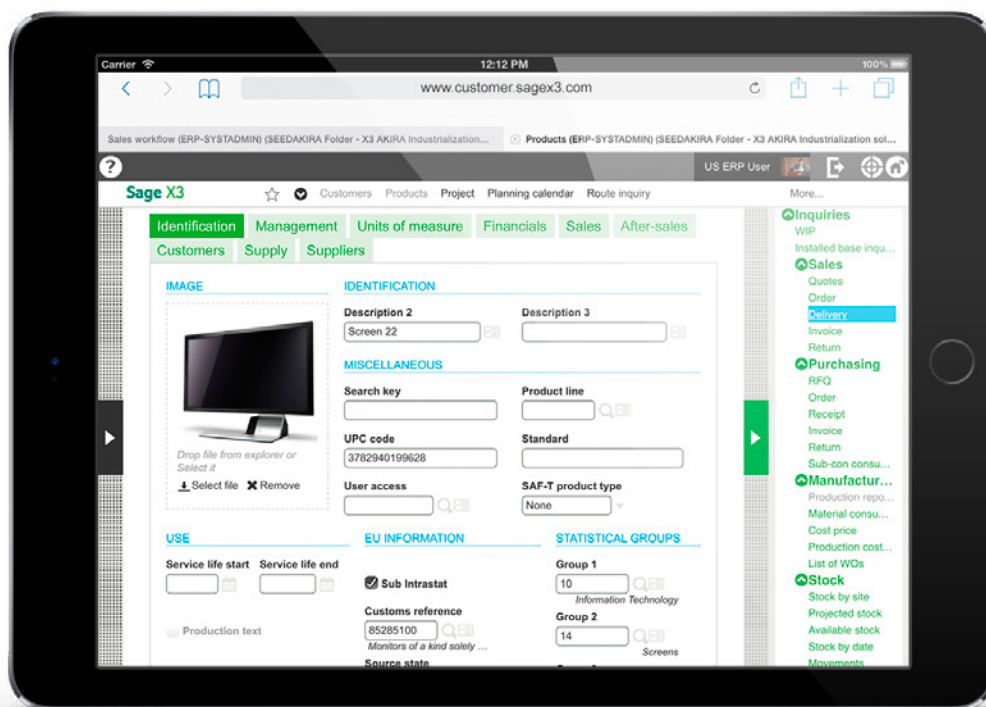 Carrier 12:12 PM 100%
www.customer.sagex3.com
Sales workflow (ERP-SYSTADMIN) (SEEDAKIRA Folder - X3 AKIRA Industrialization... Products (ERP-SYSTADMIN) (SEEDAKIRA Folder - X3 AKIRA Industrialization sol...
? US ERP User
Sage X3 Customers Products Project Planning calendar Route inquiry More...
Identification Management Units of measure Financials Sales After-sales
Customers Supply Suppliers
IMAGE
Drop file from explorer or
Select it
Select file Remove
IDENTIFICATION
Description 2 Description 3
Screen 22
MISCELLANEOUS
Search key Product line
UPC code Standard
3782940199628
User access SAF-T product type
None
USE
Service life start Service life end
Production text
EU INFORMATION
Sub Intrastat
Customs reference
85285100
Monitors of a kind solely ...
Source state
STATISTICAL GROUPS
Group 1
10
Information Technology
Group 2
14
Screens
Inquiries
WIP
Installed base inqu...
Sales
Quotes
Order
Delivery
Invoice
Return
Purchasing
RFQ
Order
Receipt
Invoice
Return
Sub-con consu...
Manufactur...
Production repo...
Material consu...
Cost price
Production cost...
List of WOs
Stock
Stock by site
Projected stock
Available stock
Stock by date
Movements